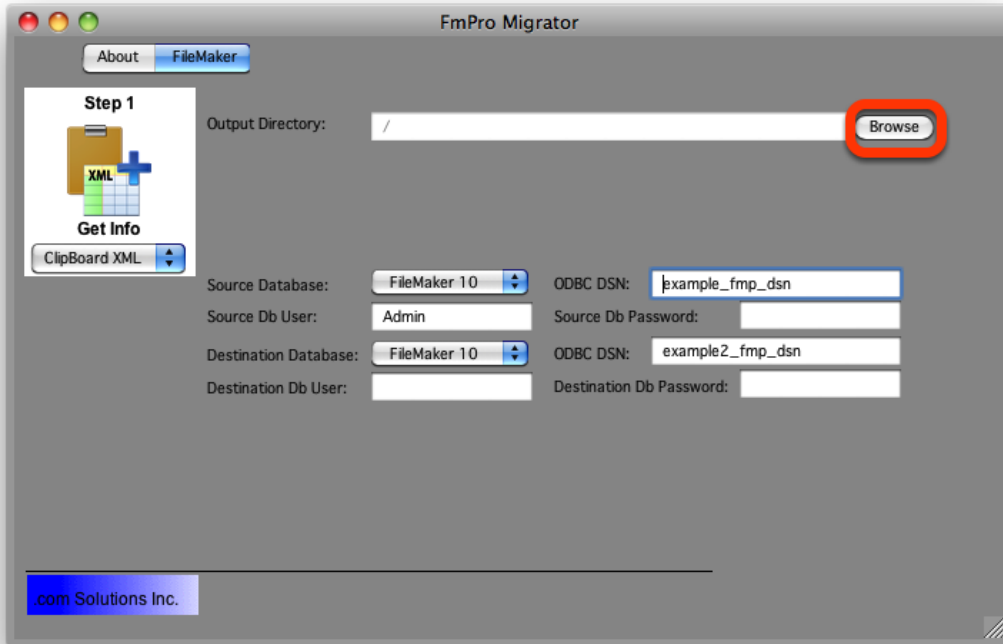 FmPro Migrator
About FileMaker
Step 1
XML
Get Info
ClipBoard XML
Output Directory: / Browse
Source Database: FileMaker 10 ODBC DSN: example_fmp_dsn
Source Db User: Admin Source Db Password:
Destination Database: FileMaker 10 ODBC DSN: example2_fmp_dsn
Destination Db User: Destination Db Password:
.com Solutions Inc.